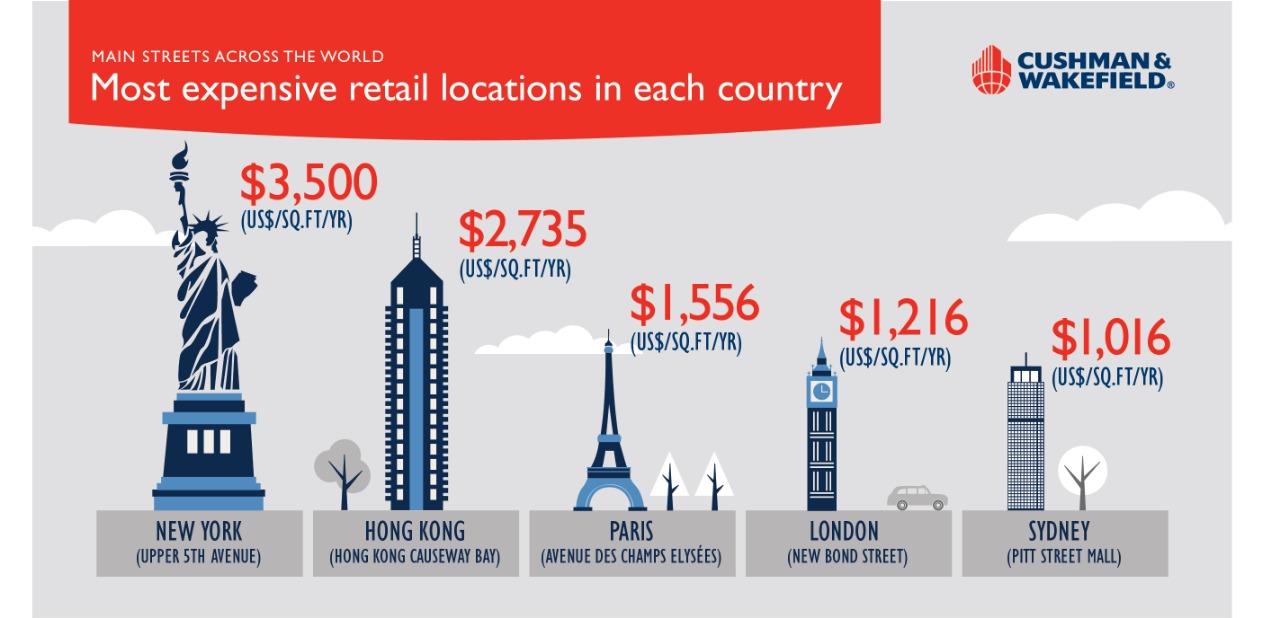 MAIN STREETS ACROSS THE WORLD
Most expensive retail locations in each country
CUSHMAN &
WAKEFIELD®
$3,500
(US$/SQ.FT/YR)
$2,735
(US$/SQ.FT/YR)
$1,556
(US$/SQ.FT/YR)
$1,216
(US$/SQ.FT/YR)
$1,016
(US$/SQ.FT/YR)
NEW YORK
(UPPER 5TH AVENUE)
HONG KONG
(HONG KONG CAUSEWAY BAY)
PARIS
(AVENUE DES CHAMPS ELYSÉES)
LONDON
(NEW BOND STREET)
SYDNEY
(PITT STREET MALL)